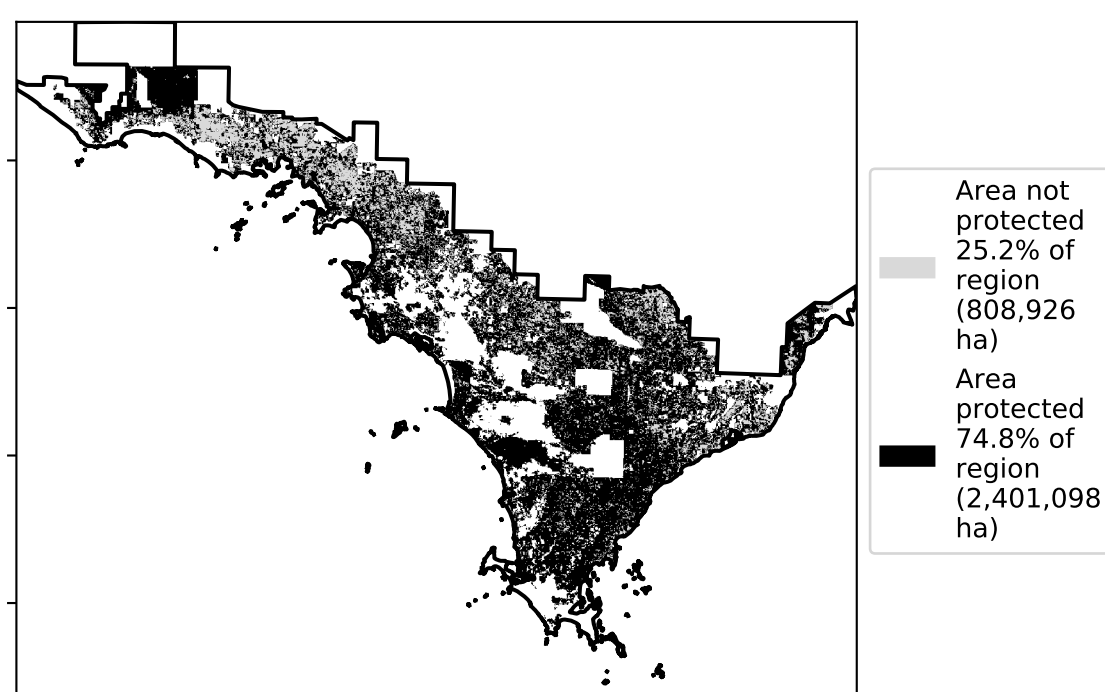 Area not
protected
25.2% of
region
(808,926
ha)
Area
protected
74.8% of
region
(2,401,098
ha)